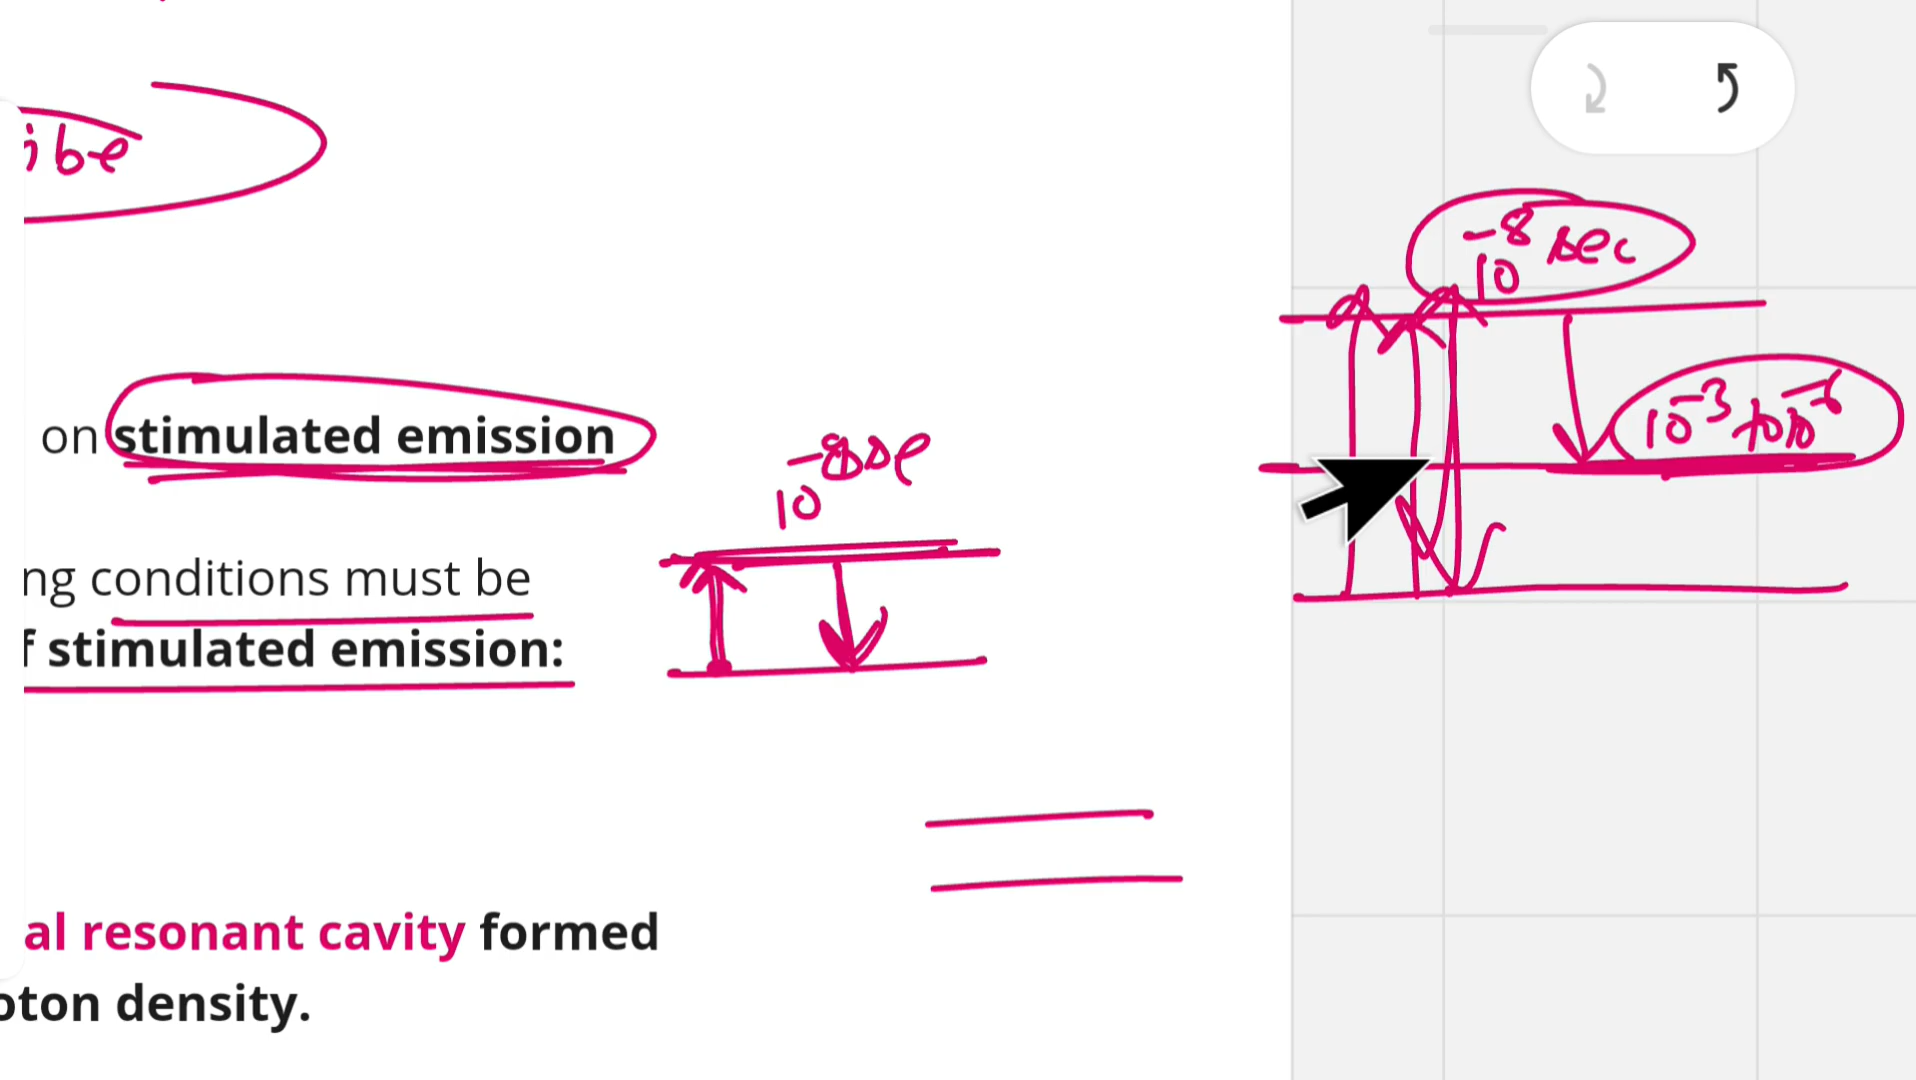 ibe
on stimulated emission
ng conditions must be
f stimulated emission:
al resonant cavity formed
oton density.
10^-8 se
10^-8 sec
10^-3 to 10^-6